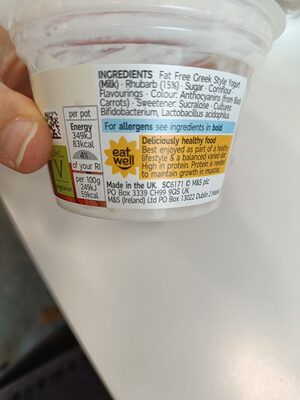 INGREDIENTS Fat Free Greek Style Yogurt
(Milk) · Rhubarb (15%) · Sugar · Cornflour
Flavourings · Colour: Anthocyanins (from Black
Carrots) · Sweetener: Sucralose · Cultures:
Bifidobacterium, Lactobacillus acidophilus
For allergens see ingredients in bold
per pot
Energy
349kJ
83kcal
4
of your RI
per 100g
249kJ
59kcal
eat
well
Deliciously healthy food
Best enjoyed as part of a healthy
lifestyle & a balanced varied diet
High in protein. Protein is needed
to maintain growth in muscles
Made in the UK. SC6171 © M&S plc
PO Box 3339 CH99 9QS UK
M&S (Ireland) Ltd PO Box 13022 Dublin 2 Ireland